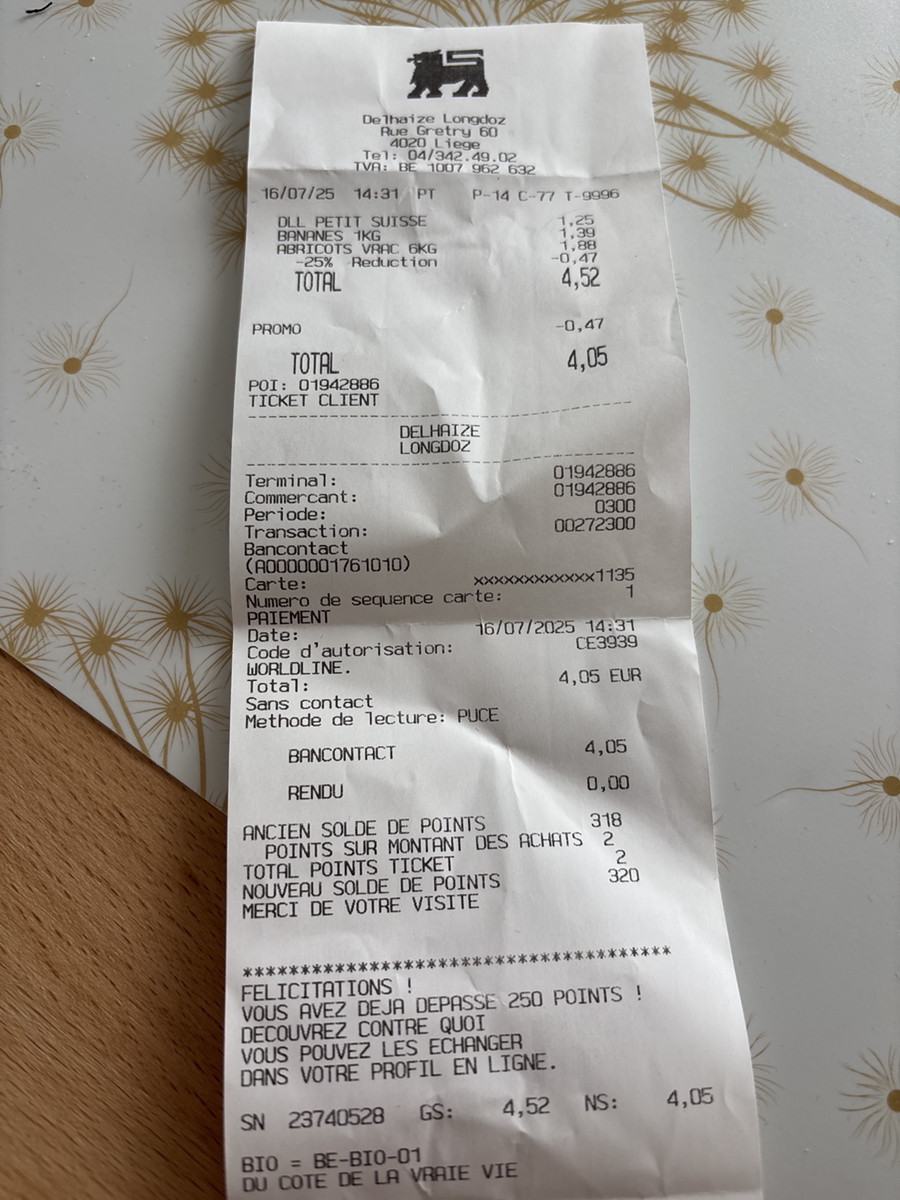 Delhaize Longdoz
Rue Gretry 60
4020 Liege
Tel: 04/342.49.02
TVA: BE 1007 962 632
16/07/25 14:31 PT P-14 C-77 T-9996
DLL PETIT SUISSE 1,25
BANANES 1KG 1,39
ABRICOTS VRAC 6KG 1,88
-25% Reduction -0,47
TOTAL 4,52
PROMO -0,47
TOTAL 4,05
POI: 01942886
TICKET CLIENT
DELHAIZE
LONGDOZ
Terminal: 01942886
Commercant: 01942886
Periode: 0300
Transaction: 00272300
Bancontact
(A0000001761010)
Carte: xxxxxxxxxxxxx1135
Numero de sequence carte: 1
PAIEMENT
Date: 16/07/2025 14:31
Code d'autorisation: CE3939
WORLDLINE.
Total: 4,05 EUR
Sans contact
Methode de lecture: PUCE
BANCONTACT 4,05
RENDU 0,00
ANCIEN SOLDE DE POINTS 318
POINTS SUR MONTANT DES ACHATS 2
TOTAL POINTS TICKET 2
NOUVEAU SOLDE DE POINTS 320
MERCI DE VOTRE VISITE
***************************************
FELICITATIONS !
VOUS AVEZ DEJA DEPASSE 250 POINTS !
DECOUVREZ CONTRE QUOI
VOUS POUVEZ LES ECHANGER
DANS VOTRE PROFIL EN LIGNE.
SN 23740528 GS: 4,52 NS: 4,05
BIO = BE-BIO-01
DU COTE DE LA VRAIE VIE